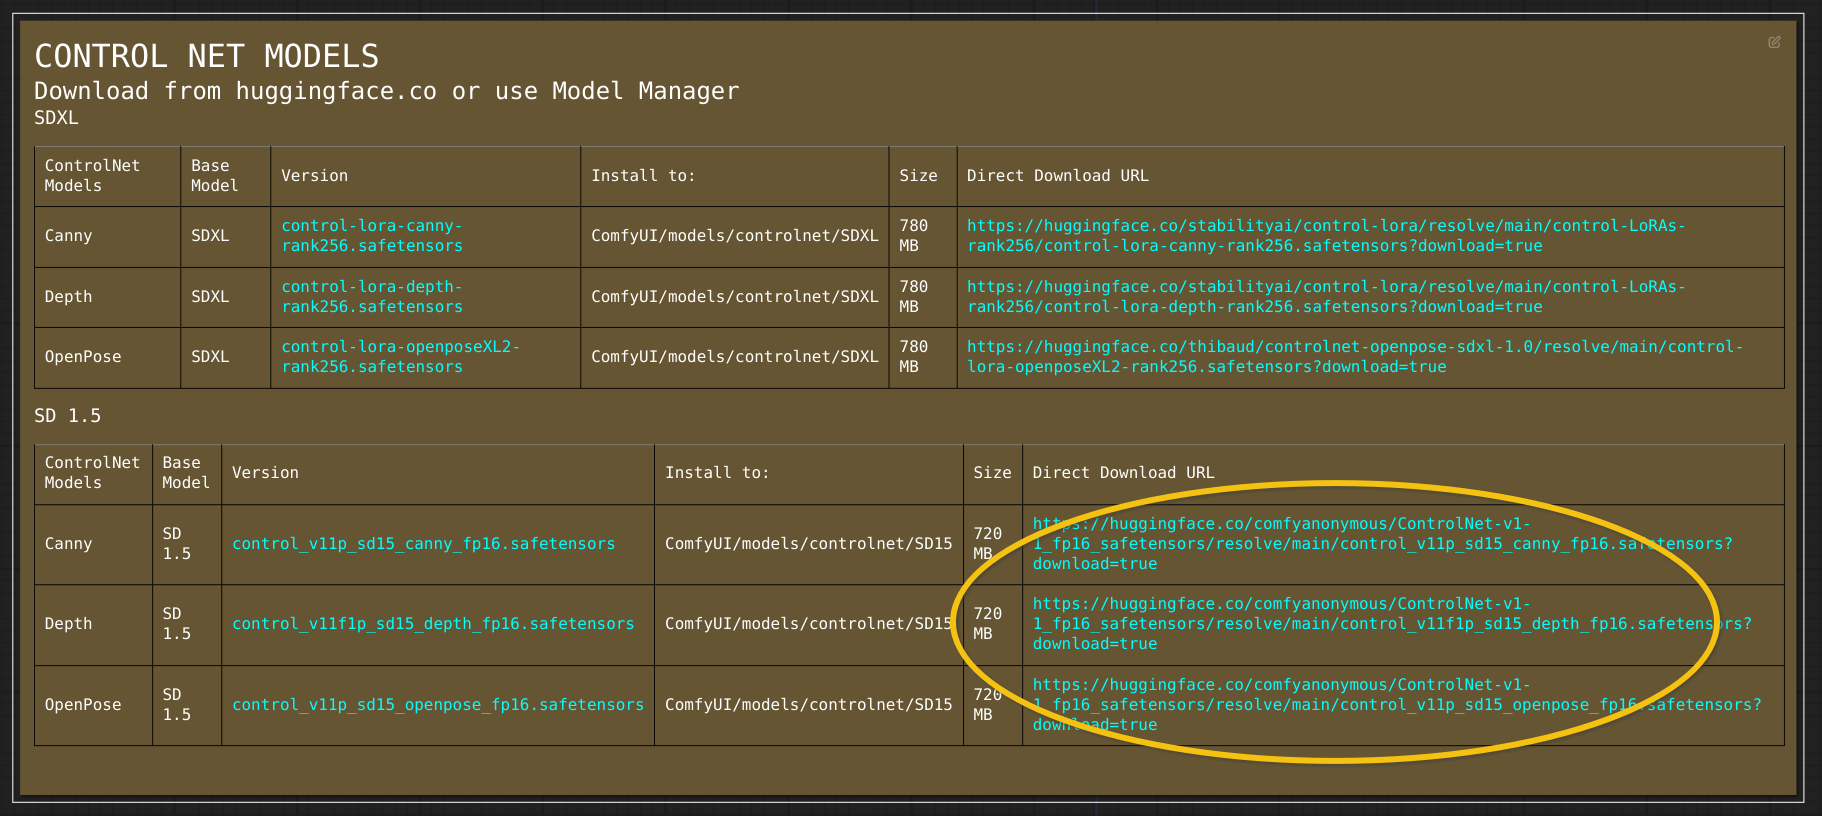 CONTROL NET MODELS
Download from huggingface.co or use Model Manager
SDXL
ControlNet Models
Base Model
Version
Install to:
Size
Direct Download URL
Canny
SDXL
control-lora-canny-
rank256.safetensors
ComfyUI/models/controlnet/SDXL
780
MB
https://huggingface.co/stabilityai/control-lora/resolve/main/control-LoRAs-
rank256/control-lora-canny-rank256.safetensors?download=true
Depth
SDXL
control-lora-depth-
rank256.safetensors
ComfyUI/models/controlnet/SDXL
780
MB
https://huggingface.co/stabilityai/control-lora/resolve/main/control-LoRAs-
rank256/control-lora-depth-rank256.safetensors?download=true
OpenPose
SDXL
control-lora-openposeXL2-
rank256.safetensors
ComfyUI/models/controlnet/SDXL
780
MB
https://huggingface.co/thibaud/controlnet-openpose-sdxl-1.0/resolve/main/control-
lora-openposeXL2-rank256.safetensors?download=true
SD 1.5
ControlNet
Models
Base
Model
Version
Install to:
Size
Direct Download URL
Canny
SD
1.5
control_v11p_sd15_canny_fp16.safetensors
ComfyUI/models/controlnet/SD15
720
MB
https://huggingface.co/comfyanonymous/ControlNet-v1-
1_fp16_safetensors/resolve/main/control_v11p_sd15_canny_fp16.safetensors?
download=true
Depth
SD
1.5
control_v11f1p_sd15_depth_fp16.safetensors
ComfyUI/models/controlnet/SD15
720
MB
https://huggingface.co/comfyanonymous/ControlNet-v1-
1_fp16_safetensors/resolve/main/control_v11f1p_sd15_depth_fp16.safetensors?
download=true
OpenPose
SD
1.5
control_v11p_sd15_openpose_fp16.safetensors
ComfyUI/models/controlnet/SD15
720
MB
https://huggingface.co/comfyanonymous/ControlNet-v1-
1_fp16_safetensors/resolve/main/control_v11p_sd15_openpose_fp16.safetensors?
download=true